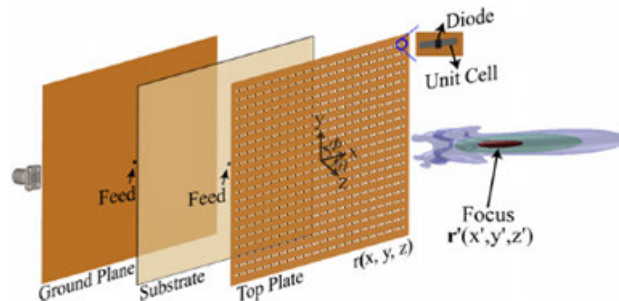 Diode
Unit Cell
Feed
Feed
Y
X
Z
Focus
r'(x',y',z')
r(x, y, z)
Ground Plane
Substrate
Top Plate